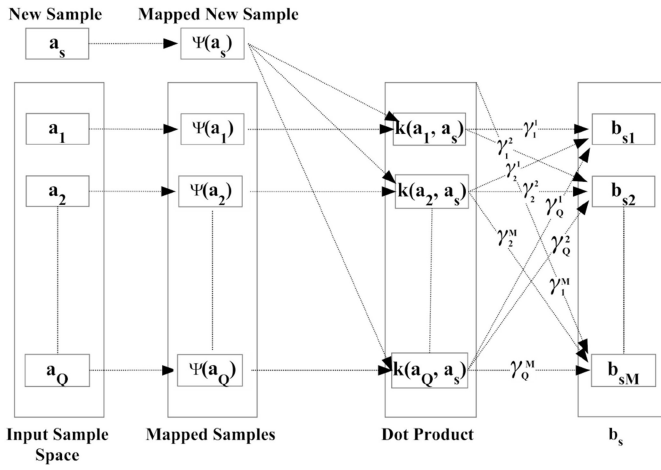 New Sample
Mapped New Sample
a_s
Ψ(a_s)
a_1
Ψ(a_1)
k(a_1, a_s)
γ_1^1
b_s1
γ_1^2
γ_2^1
a_2
Ψ(a_2)
k(a_2, a_s)
γ_2^2
b_s2
γ_Q^1
γ_2^M
γ_Q^2
γ_1^M
a_Q
Ψ(a_Q)
k(a_Q, a_s)
γ_Q^M
b_sM
Input Sample
Space
Mapped Samples
Dot Product
b_s